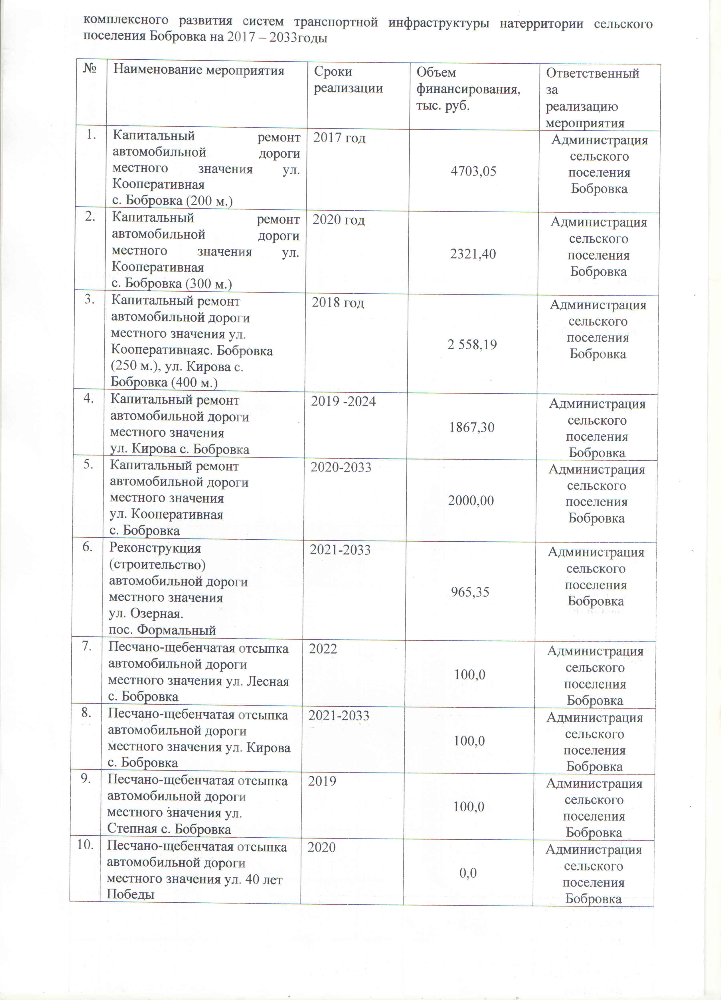 комплексного развития систем транспортной инфраструктуры натерритории сельского
поселения Бобровка на 2017 – 2033годы
№
Наименование мероприятия
Сроки
реализации
Объем
финансирования,
тыс. руб.
Ответственный
за
реализацию
мероприятия
1.
Капитальный ремонт
автомобильной дороги
местного значения ул.
Кооперативная
с. Бобровка (200 м.)
2017 год
4703,05
Администрация
сельского
поселения
Бобровка
2.
Капитальный ремонт
автомобильной дороги
местного значения ул.
Кооперативная
с. Бобровка (300 м.)
2020 год
2321,40
Администрация
сельского
поселения
Бобровка
3.
Капитальный ремонт
автомобильной дороги
местного значения ул.
Кооперативнаяс. Бобровка
(250 м.), ул. Кирова с.
Бобровка (400 м.)
2018 год
2 558,19
Администрация
сельского
поселения
Бобровка
4.
Капитальный ремонт
автомобильной дороги
местного значения
ул. Кирова с. Бобровка
2019 -2024
1867,30
Администрация
сельского
поселения
Бобровка
5.
Капитальный ремонт
автомобильной дороги
местного значения
ул. Кооперативная
с. Бобровка
2020-2033
2000,00
Администрация
сельского
поселения
Бобровка
6.
Реконструкция
(строительство)
автомобильной дороги
местного значения
ул. Озерная.
пос. Формальный
2021-2033
965,35
Администрация
сельского
поселения
Бобровка
7.
Песчано-щебенчатая отсыпка
автомобильной дороги
местного значения ул. Лесная
с. Бобровка
2022
100,0
Администрация
сельского
поселения
Бобровка
8.
Песчано-щебенчатая отсыпка
автомобильной дороги
местного значения ул. Кирова
с. Бобровка
2021-2033
100,0
Администрация
сельского
поселения
Бобровка
9.
Песчано-щебенчатая отсыпка
автомобильной дороги
местного значения ул.
Степная с. Бобровка
2019
100,0
Администрация
сельского
поселения
Бобровка
10.
Песчано-щебенчатая отсыпка
автомобильной дороги
местного значения ул. 40 лет
Победы
2020
0,0
Администрация
сельского
поселения
Бобровка